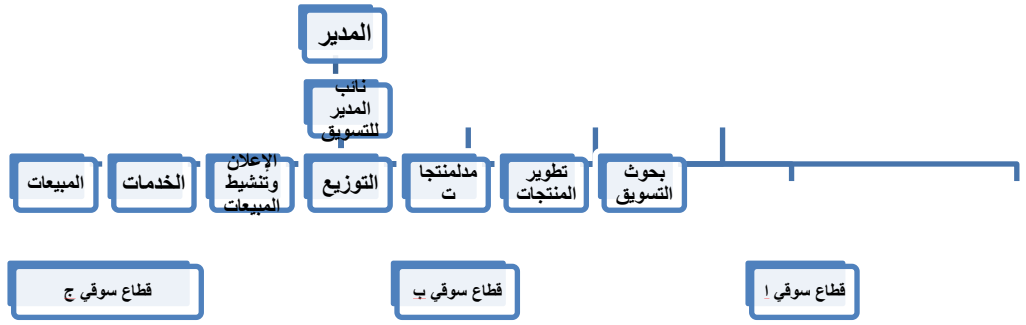 المدير
نائب
المدير
للتسويق
بحوث
التسويق
تطوير
المنتجات
مدلمنتجا
ت
التوزيع
الإعلان
وتنشيط
المبيعات
الخدمات
المبيعات
قطاع سوقي ا
قطاع سوقي ب
قطاع سوقي ج